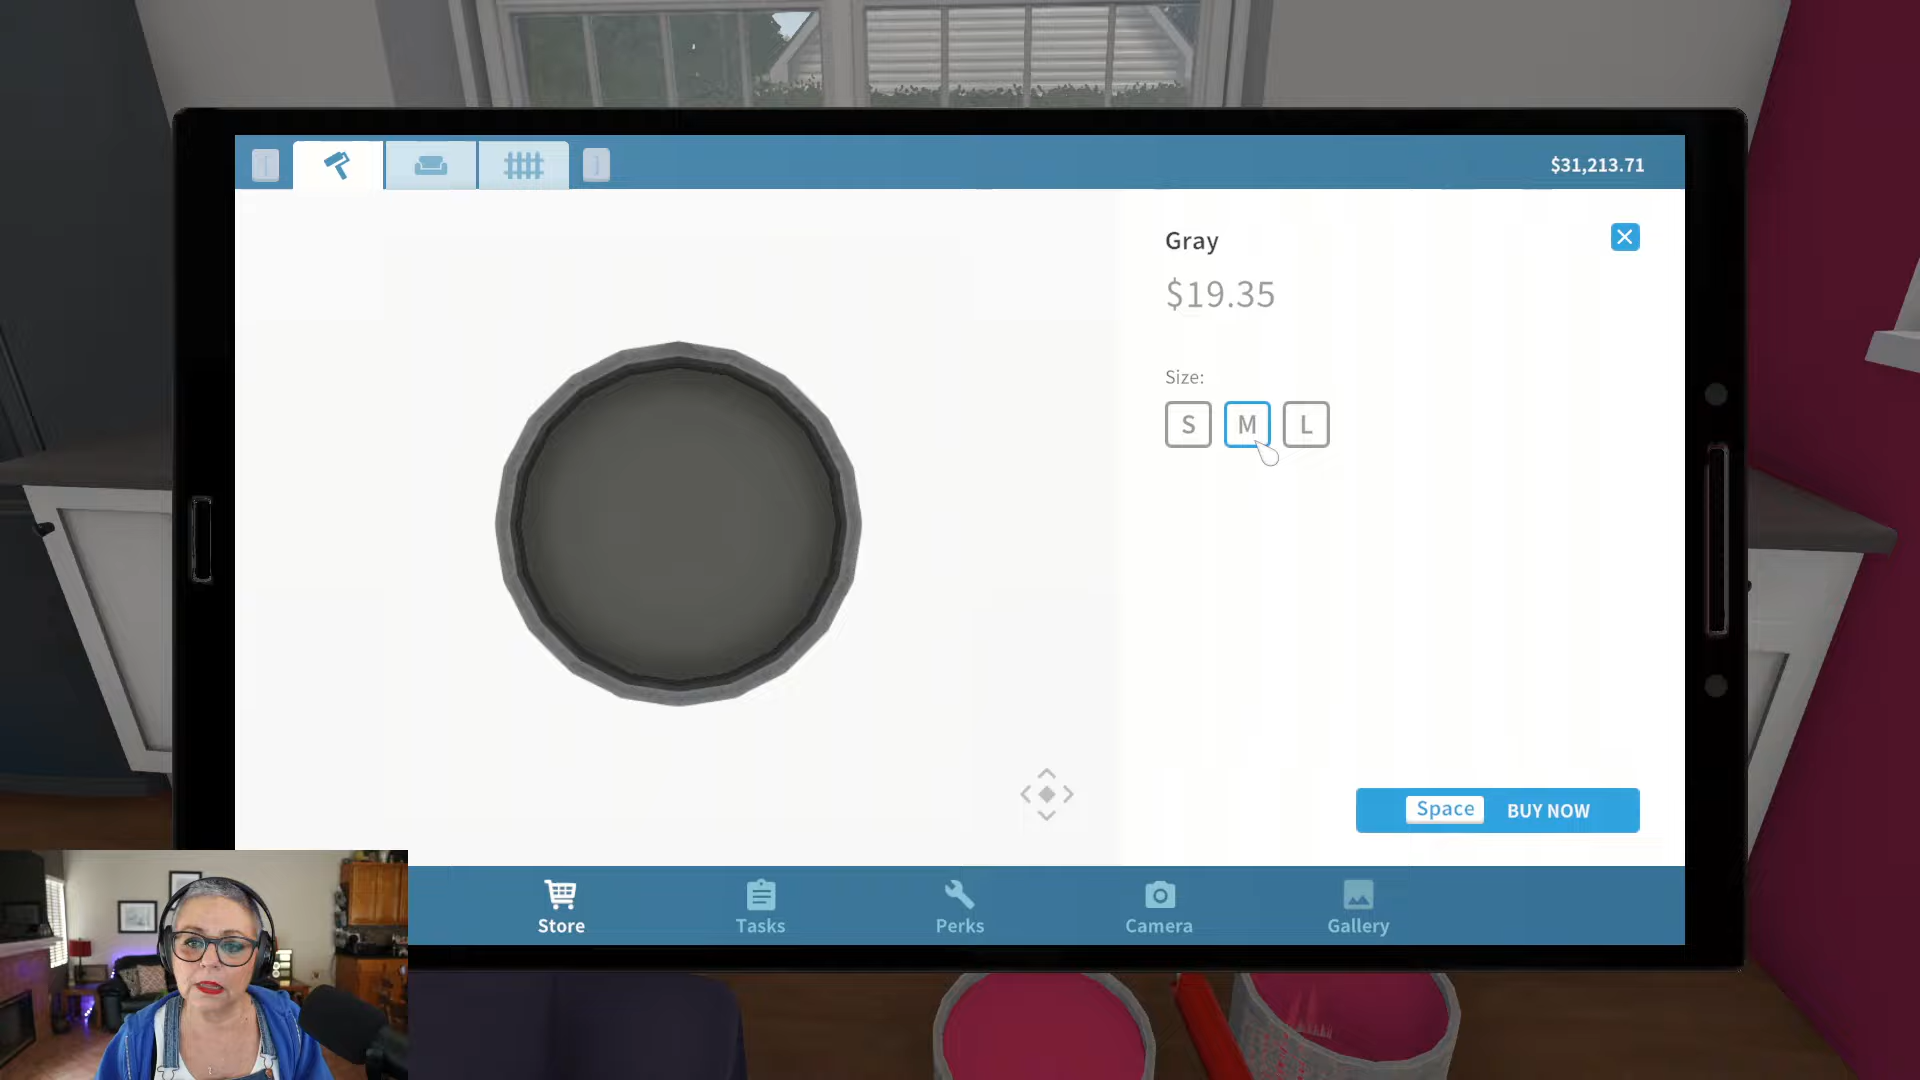 $31,213.71
Gray
$19.35
Size:
S M L
Space BUY NOW
Store Tasks Perks Camera Gallery